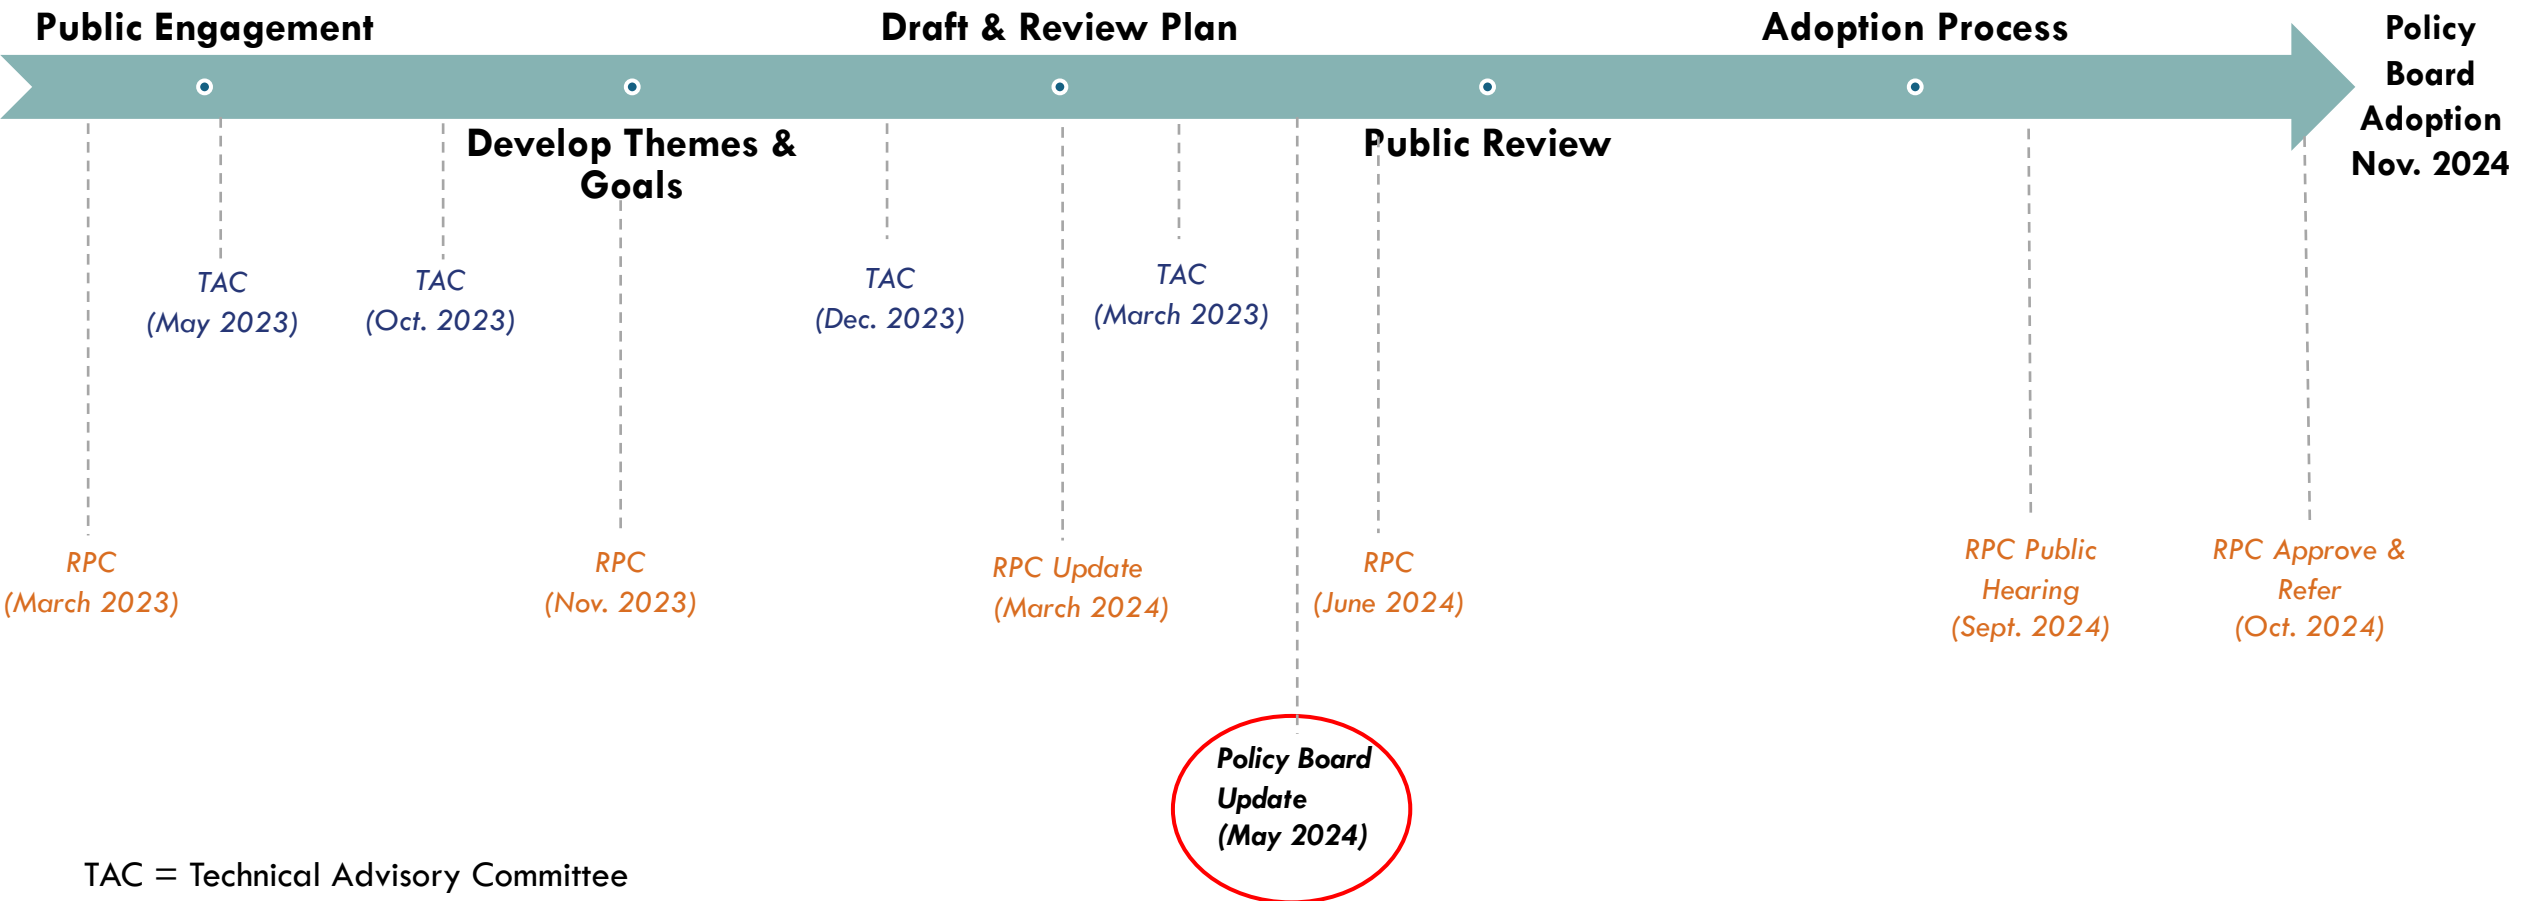 Public Engagement
Draft & Review Plan
Adoption Process
Policy
Board
Adoption
Nov. 2024
Develop Themes &
Goals
Public Review
TAC
(May 2023)
TAC
(Oct. 2023)
TAC
(Dec. 2023)
TAC
(March 2023)
RPC
(March 2023)
RPC
(Nov. 2023)
RPC Update
(March 2024)
RPC
(June 2024)
RPC Public
Hearing
(Sept. 2024)
RPC Approve &
Refer
(Oct. 2024)
Policy Board
Update
(May 2024)
TAC = Technical Advisory Committee